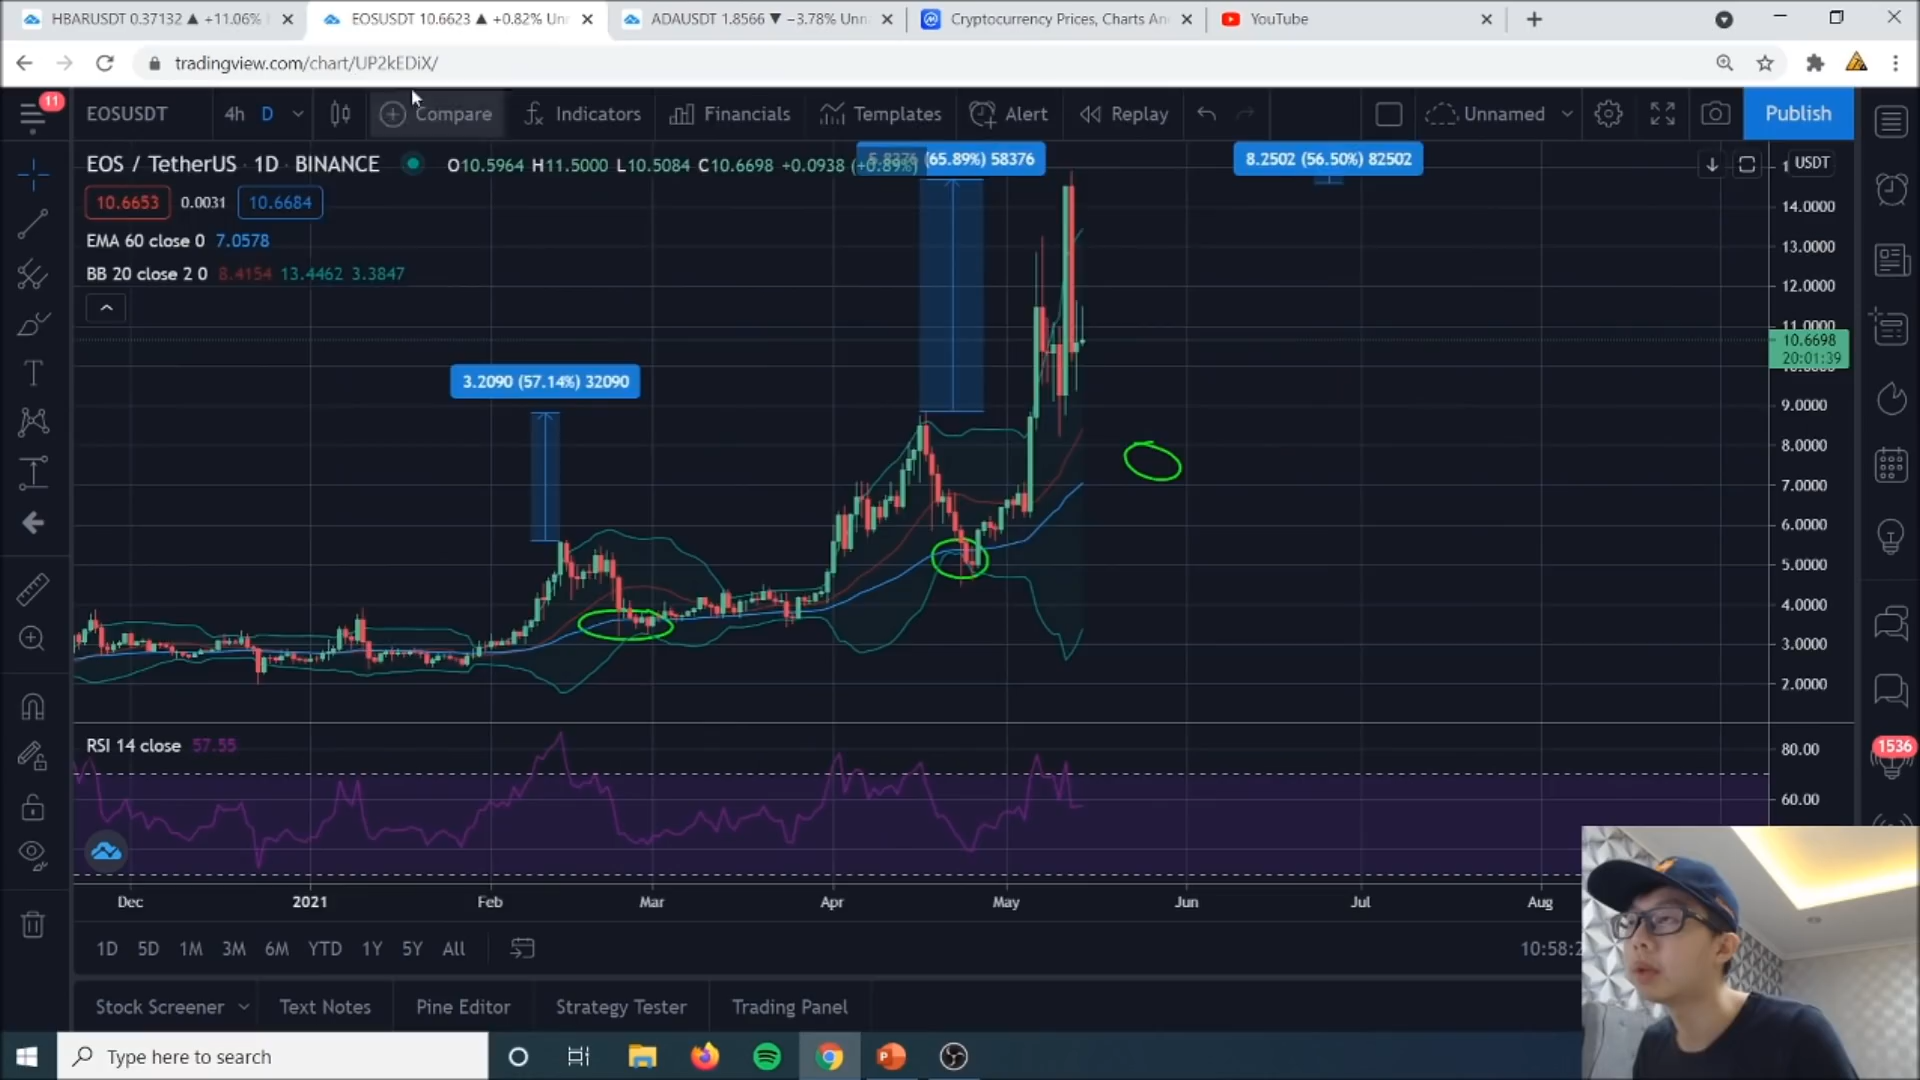 HBARUSDT 0.37132 ▲ +11.06%
EOSUSDT 10.6623 ▲ +0.82% Unn
ADAUSDT 1.8566 ▼ −3.78% Unn
Cryptocurrency Prices, Charts An
YouTube
tradingview.com/chart/UP2kEDiX/
11
EOSUSDT
4h
D
Compare
Indicators
Financials
Templates
Alert
Replay
Unnamed
Publish
EOS / TetherUS · 1D · BINANCE
O10.5964 H11.5000 L10.5084 C10.6698 +0.0938 (+0.89%)
(65.89%) 58376
8.2502 (56.50%) 82502
USDT
10.6653
0.0031
10.6684
EMA 60 close 0 7.0578
BB 20 close 2 0 8.4154 13.4462 3.3847
3.2090 (57.14%) 32090
14.0000
13.0000
12.0000
11.0000
10.6698
20:01:39
9.0000
8.0000
7.0000
6.0000
5.0000
4.0000
3.0000
2.0000
RSI 14 close 57.55
80.00
60.00
1536
Dec
2021
Feb
Mar
Apr
May
Jun
Jul
Aug
1D
5D
1M
3M
6M
YTD
1Y
5Y
All
10:58:2
Stock Screener
Text Notes
Pine Editor
Strategy Tester
Trading Panel
Type here to search